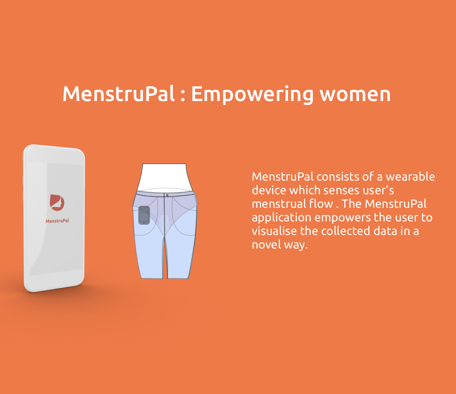 MenstruPal : Empowering women
MenstruPal
MenstruPal consists of a wearable
device which senses user's
menstrual flow . The MenstruPal
application empowers the user to
visualise the collected data in a
novel way.